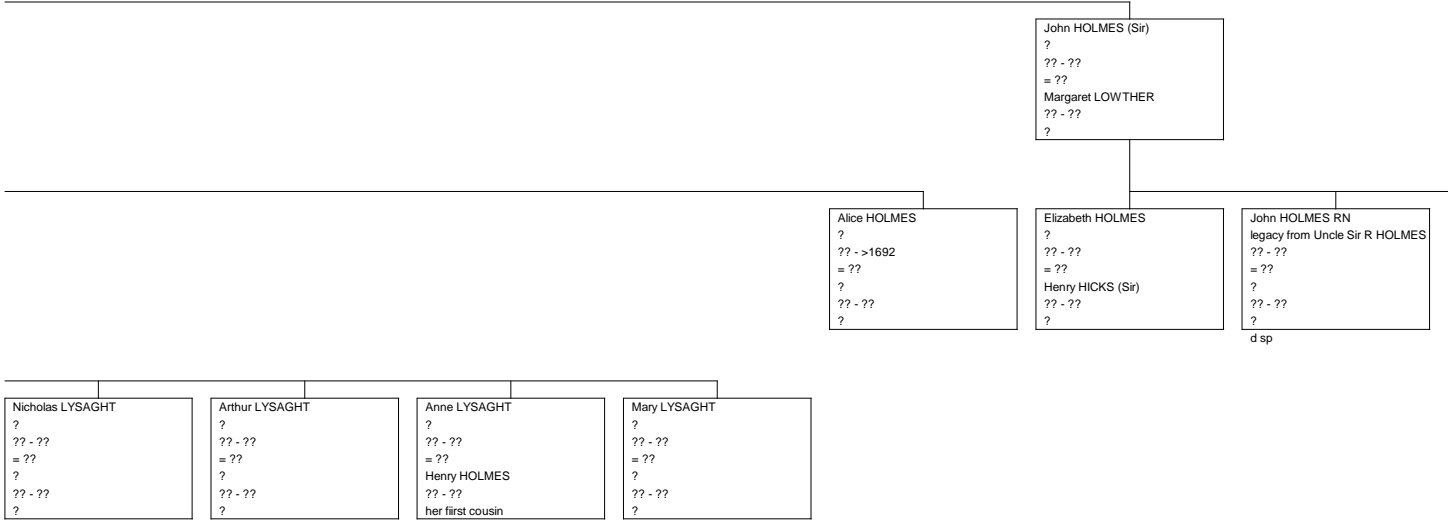 John HOLMES (Sir)
?
?? - ??
= ??
Margaret LOWTHER
?? - ??
?
Alice HOLMES
?
?? - >1692
= ??
?
?? - ??
?
Elizabeth HOLMES
?
?? - ??
= ??
Henry HICKS (Sir)
?? - ??
?
John HOLMES RN
legacy from Uncle Sir R HOLMES
?? - ??
= ??
?
?? - ??
?
d sp
Nicholas LYSAGHT
?
?? - ??
= ??
?
?? - ??
?
Arthur LYSAGHT
?
?? - ??
= ??
?
?? - ??
?
Anne LYSAGHT
?
?? - ??
= ??
Henry HOLMES
?? - ??
her fiirst cousin
Mary LYSAGHT
?
?? - ??
= ??
?
?? - ??
?